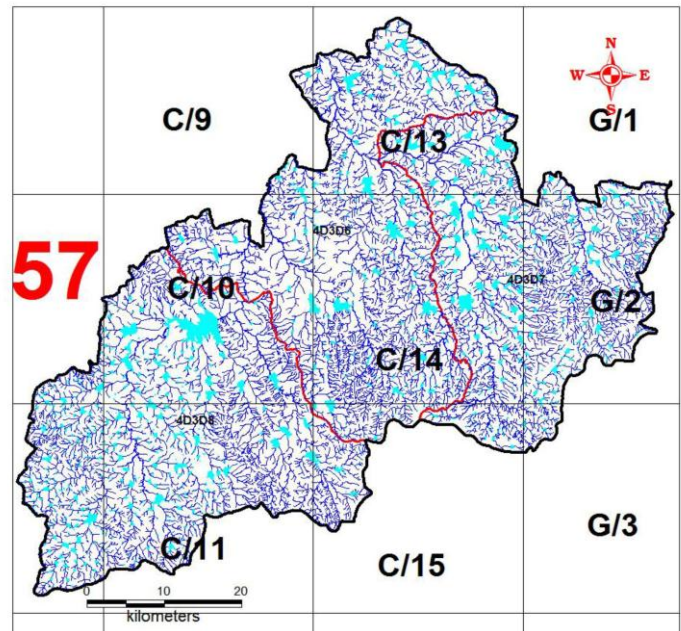 N
W E
S
C/9
G/1
C/13
57
4D3D6
C/10
4D3D7
G/2
C/14
4D3D8
G/3
C/11
C/15
0 10 20
kilometers